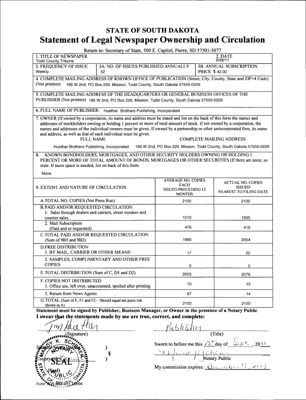 STATE OF SOUTH DAKOTA
Statement of Legal Newspaper Ownership and Circulation
Return to: Secretary of State, 500 E. Capitol, Pierre, SD 57501-5077
1. TITLE OF NEWSPAPER
Todd County Tribune
2. DATE
9/28/11
3. FREQUENCY OF ISSUE
Weekly
3A. NO. OF ISSUES PUBLISHED ANNUALLY
52
3B. ANNUAL SUBSCRIPTION
PRICE $ 42.00
4. COMPLETE MAILING ADDRESS OF KNOWN OFFICE OF PUBLICATION (Street, City, County, State and ZIP+4 Code)
(Not printers) 166 W 2nd, PO Box 229, Mission, Todd County, South Dakota 57555-0229
5. COMPLETE MAILING ADDRESS OF THE HEADQUARTERS OR GENERAL BUSINESS OFFICES OF THE
PUBLISHER (Not printers) 166 W 2nd, PO Box 229, Mission, Todd County, South Dakota 57555-0229
6. FULL NAME OF PUBLISHER: Huether Brothers Publishing Incorporated
7. OWNER (If owned by a corporation, its name and address must be stated and list on the back of this form the names and
addresses of stockholders owning or holding 1 percent or more of total amount of stock. If not owned by a corporation, the
names and addresses of the individual owners must be given. If owned by a partnership or other unincorporated firm, its name
and address, as well as that of each individual must be given.
FULL NAME COMPLETE MAILING ADDRESS
Huether Brothers Publishing, Incorporated 166 W 2nd, PO Box 229, Mission, Todd County, South Dakota 57555-0229
8. KNOWN BONDHOLDERS, MORTGAGES, AND OTHER SECURITY HOLDERS OWNING OR HOLDING 1
PERCENT OR MORE OF TOTAL AMOUNT OF BONDS, MORTGAGES OR OTHER SECURITIES (If there are none, so
state. If more space is needed, list on back of this form.
None
9. EXTENT AND NATURE OF CIRCULATION
AVERAGE NO. COPIES
EACH
ISSUED PRECEDING 12
MONTHS
ACTUAL NO. COPIES
ISSUED
NEAREST TO FILING DATE
A. TOTAL NO. COPIES (Net Press Run) 2100 2100
B. PAID AND/OR REQUESTED CIRCULATION
1. Sales through dealers and carriers, street vendors and
counter sales. 1510 1635
2. Mail Subscription
(Paid and/or requested) 476 419
C. TOTAL PAID AND/OR REQUESTED CIRCULATION
(Sum of 9B1 and 9B2) 1986 2054
D. FREE DISTRIBUTION
1. BY MAIL, CARRIER OR OTHER MEANS 17 22
2. SAMPLES, COMPLIMENTARY AND OTHER FREE
COPIES 0 0
E. TOTAL DISTRIBUTION (Sum of C, D1 and D2) 2003 2076
F. COPIES NOT DISTRIBUTED
1. Office use, left over, unaccounted, spoiled after printing 10 10
2. Return from News Agents 87 14
G. TOTAL (Sum of E, F1 and F2 - Should equal net press run
shown in A) 2100 2100
Statement must be signed by Publisher, Business Manager, or Owner in the presence of a Notary Public
I swear that the statements made by me are true, correct, and complete:
Publisher
(Signature) (Title)
Sworn to before me this day of Sept, 2011
Notary Public
My commission expires:
SEAL